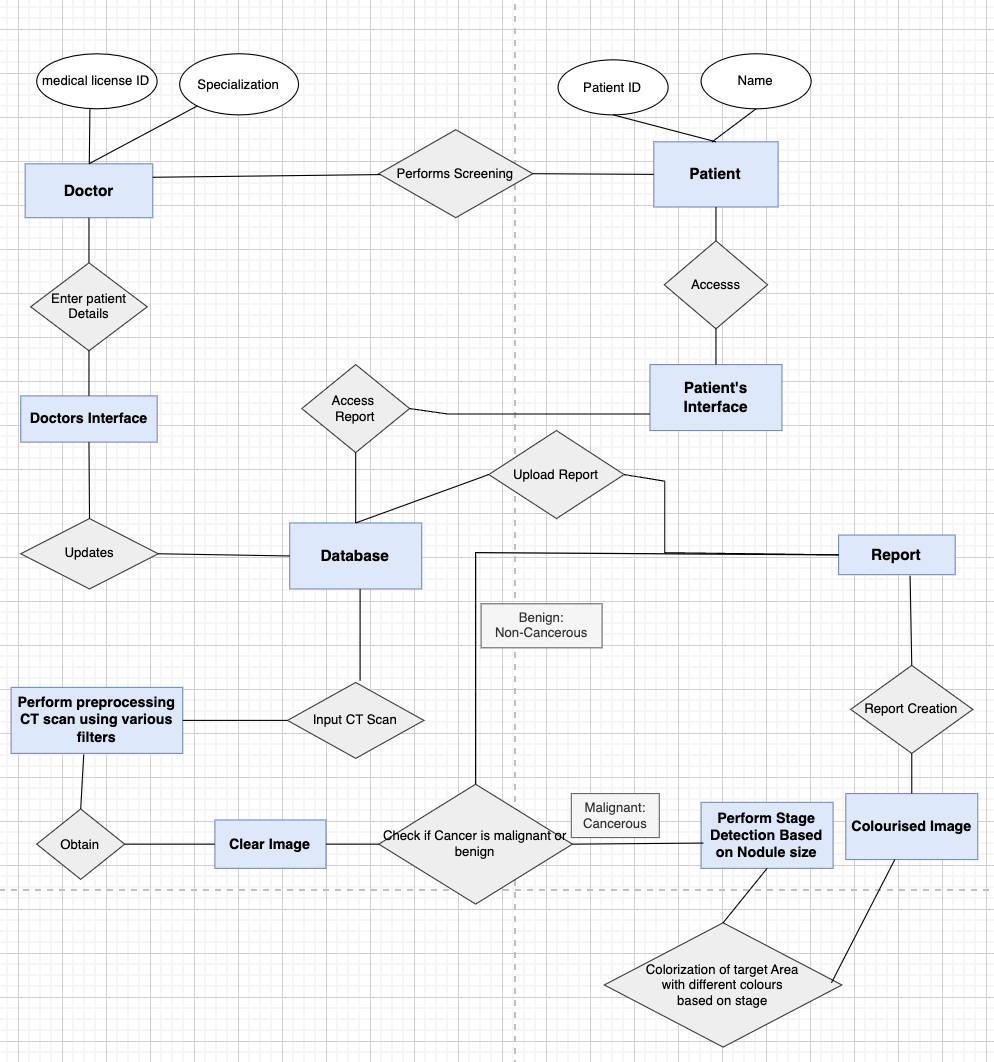 medical license ID
Specialization
Patient ID
Name
Doctor
Performs Screening
Patient
Enter patient
Details
Accesss
Doctors Interface
Access
Report
Patient's
Interface
Upload Report
Updates
Database
Report
Benign:
Non-Cancerous
Perform preprocessing
CT scan using various
filters
Input CT Scan
Report Creation
Obtain
Clear Image
Check if Cancer is malignant or
benign
Malignant:
Cancerous
Perform Stage
Detection Based
on Nodule size
Colourised Image
Colorization of target Area
with different colours
based on stage